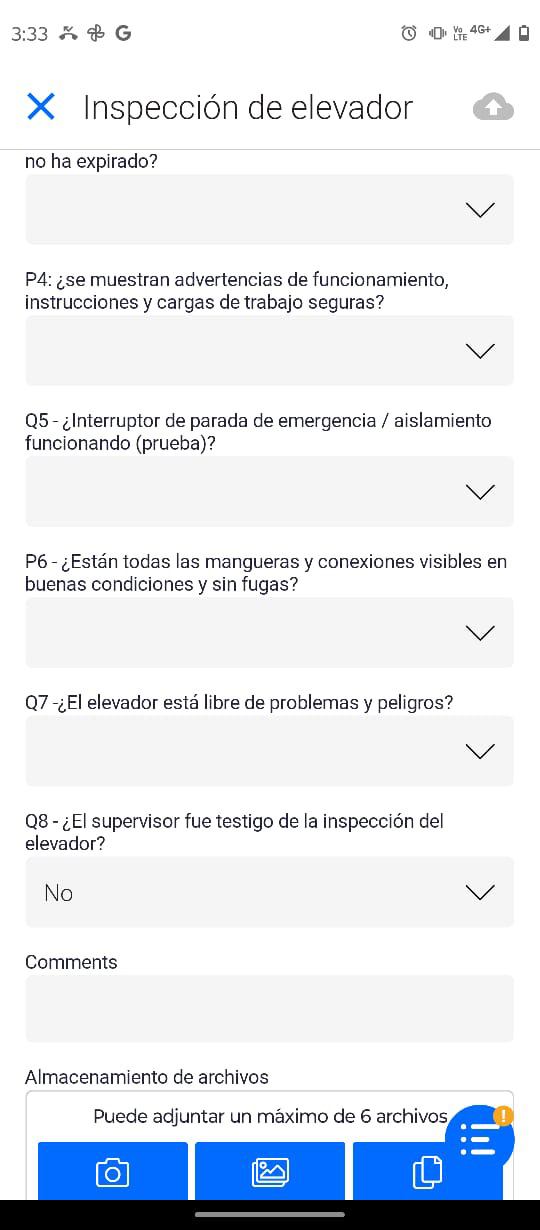 3:33
Vo
LTE
4G+
Inspección de elevador
no ha expirado?
P4: ¿se muestran advertencias de funcionamiento,
instrucciones y cargas de trabajo seguras?
Q5 - ¿Interruptor de parada de emergencia / aislamiento
funcionando (prueba)?
P6 - ¿Están todas las mangueras y conexiones visibles en
buenas condiciones y sin fugas?
Q7 -¿El elevador está libre de problemas y peligros?
Q8 - ¿El supervisor fue testigo de la inspección del
elevador?
No
Comments
Almacenamiento de archivos
Puede adjuntar un máximo de 6 archivos